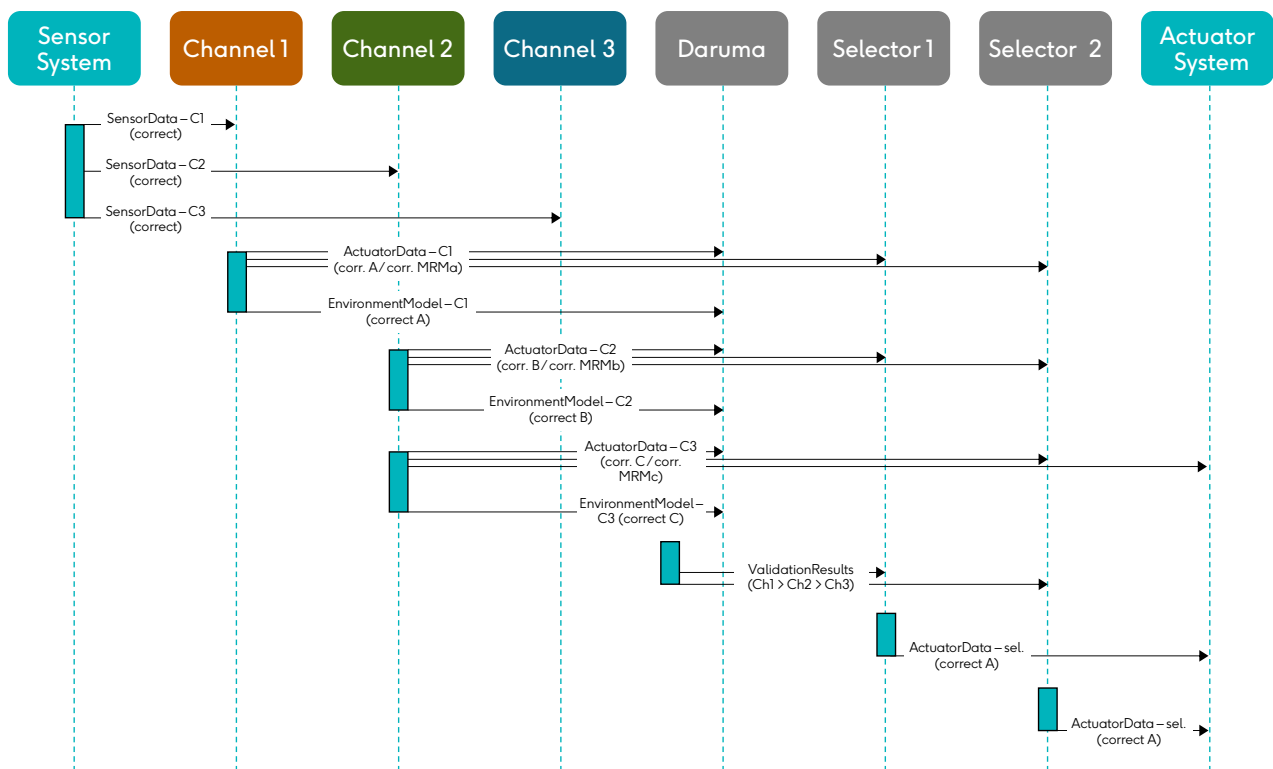 Sensor
System
Channel 1
Channel 2
Channel 3
Daruma
Selector 1
Selector 2
Actuator
System
SensorData – C1
(correct)
SensorData – C2
(correct)
SensorData – C3
(correct)
ActuatorData – C1
(corr. A / corr. MRMa)
EnvironmentModel – C1
(correct A)
ActuatorData – C2
(corr. B / corr. MRMb)
EnvironmentModel – C2
(correct B)
ActuatorData – C3
(corr. C / corr.
MRMc)
EnvironmentModel –
C3 (correct C)
ValidationResults
(Ch1 > Ch2 > Ch3)
ActuatorData – sel.
(correct A)
ActuatorData – sel.
(correct A)